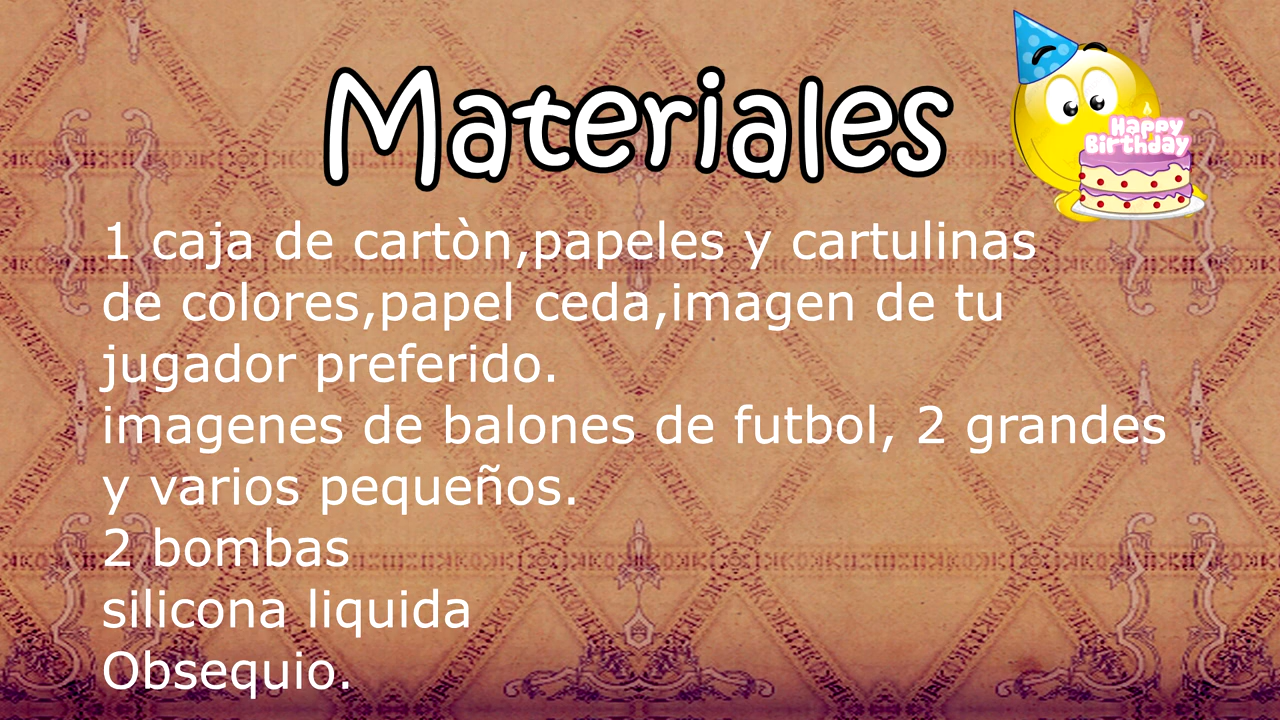 Materiales
Happy
Birthday
1 caja de cartòn,papeles y cartulinas
de colores,papel ceda,imagen de tu
jugador preferido.
imagenes de balones de futbol, 2 grandes
y varios pequeños.
2 bombas
silicona liquida
Obsequio.